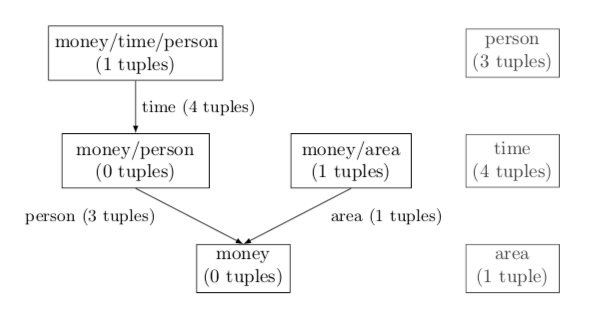 money/time/person
(1 tuples)
person
(3 tuples)
time (4 tuples)
money/person
(0 tuples)
money/area
(1 tuples)
time
(4 tuples)
person (3 tuples)
area (1 tuples)
money
(0 tuples)
area
(1 tuple)